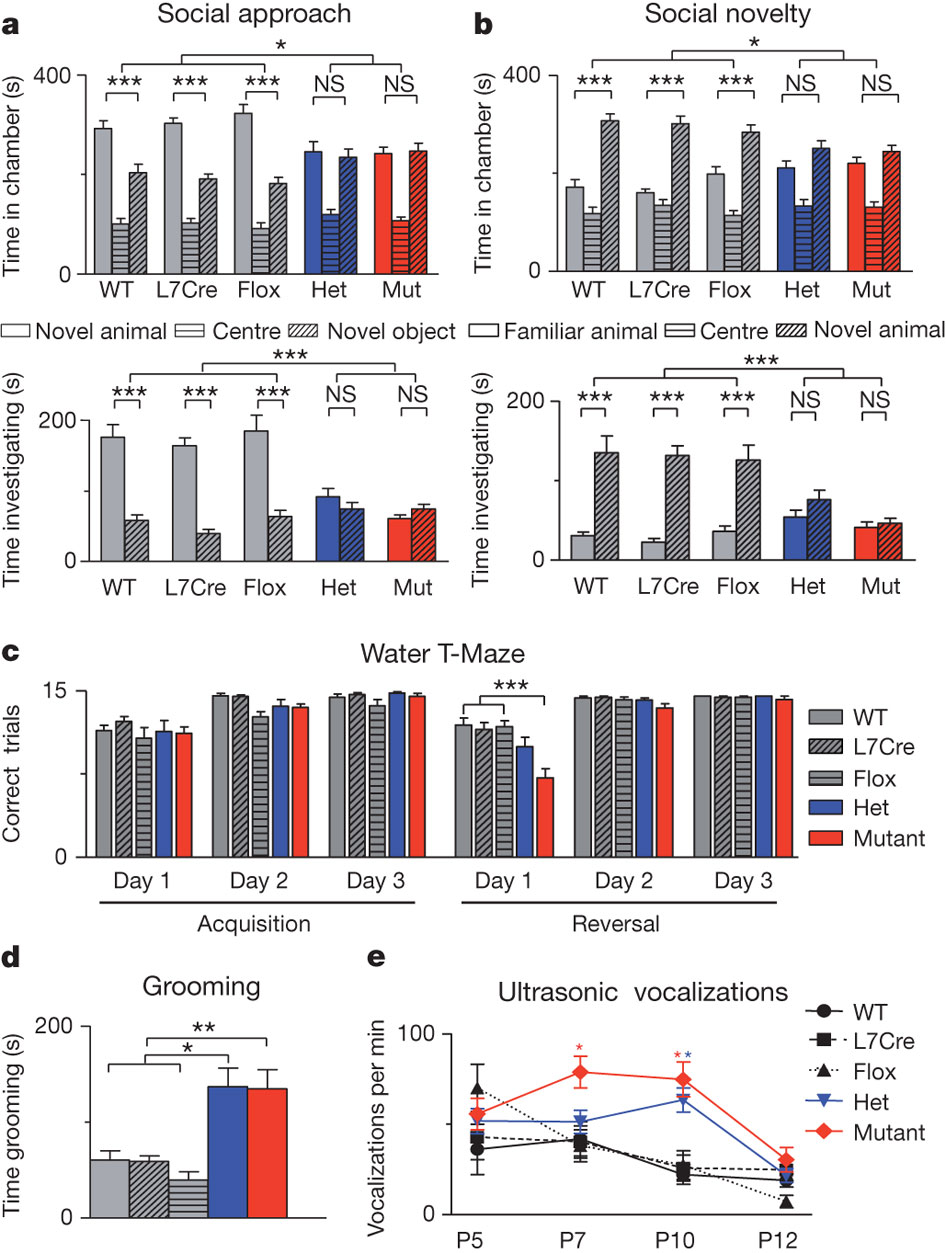 a
Social approach
*
*** *** *** NS NS
Time in chamber (s)
400
0
WT L7Cre Flox Het Mut
Novel animal Centre Novel object
***
*** *** *** NS NS
Time investigating (s)
200
0
WT L7Cre Flox Het Mut
b
Social novelty
*
*** *** *** NS NS
Time in chamber (s)
400
0
WT L7Cre Flox Het Mut
Familiar animal Centre Novel animal
***
*** *** *** NS NS
Time investigating (s)
200
0
WT L7Cre Flox Het Mut
c
Water T-Maze
Correct trials
15
0
***
Day 1 Day 2 Day 3 Day 1 Day 2 Day 3
Acquisition Reversal
WT
L7Cre
Flox
Het
Mutant
d
Grooming
Time grooming (s)
200
0
**
*
e
Ultrasonic vocalizations
Vocalizations per min
100
0
* **
P5 P7 P10 P12
WT
L7Cre
Flox
Het
Mutant